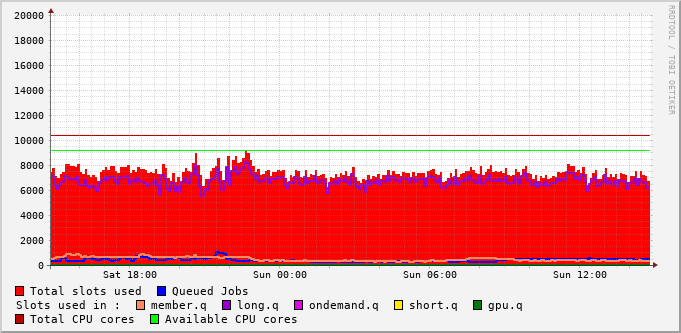 20000
18000
16000
14000
12000
10000
8000
6000
4000
2000
0
Sat 18:00 Sun 00:00 Sun 06:00 Sun 12:00
RRDTOOL / TOBI OETIKER
Total slots used Queued Jobs
Slots used in : member.q long.q ondemand.q short.q gpu.q
Total CPU cores Available CPU cores